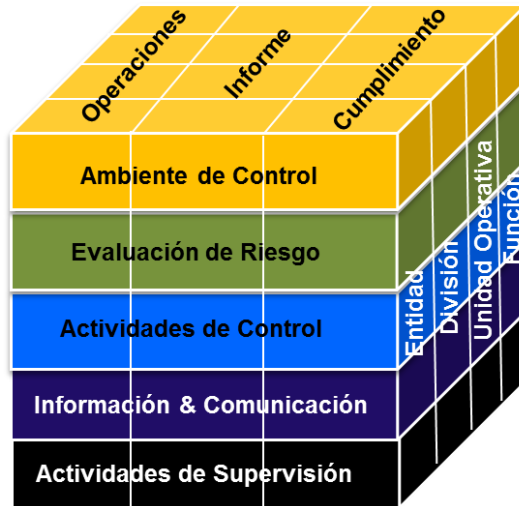 Operaciones
Informe
Cumplimiento
Ambiente de Control
Evaluación de Riesgo
Actividades de Control
Información & Comunicación
Actividades de Supervisión
Entidad
División
Unidad Operativa
Función